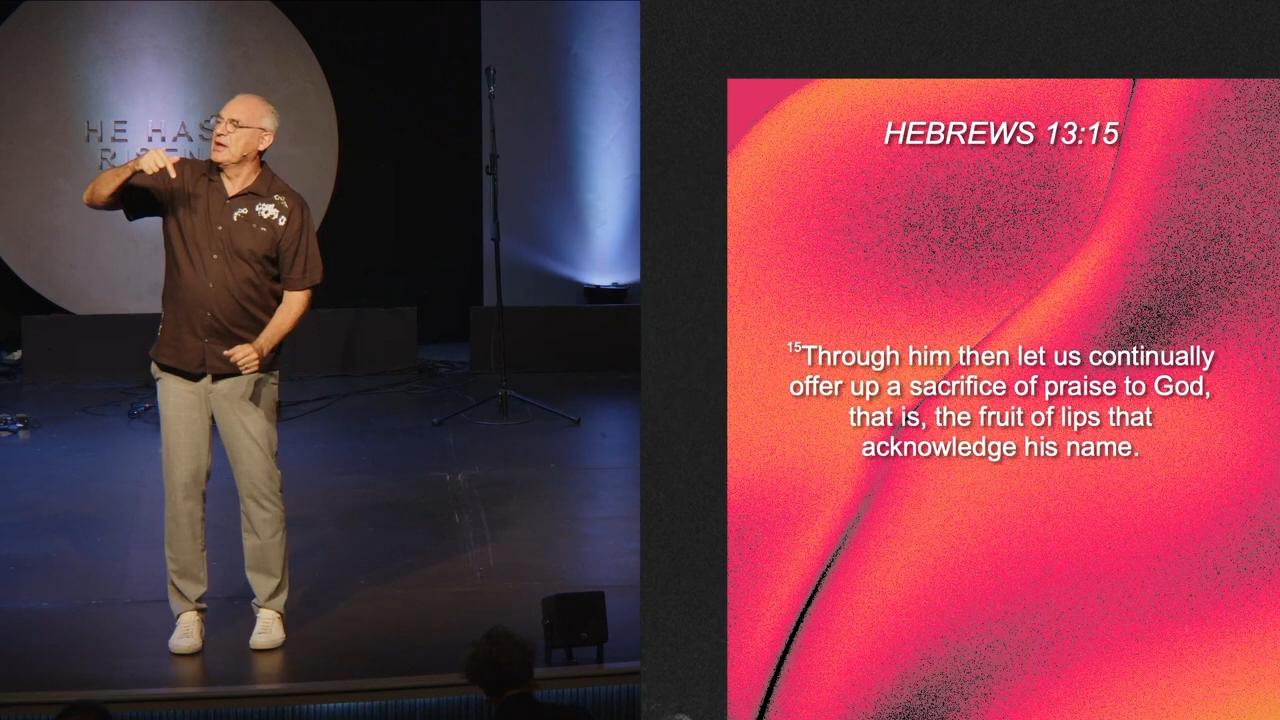 HE HAS
RISEN
HEBREWS 13:15
15Through him then let us continually
offer up a sacrifice of praise to God,
that is, the fruit of lips that
acknowledge his name.